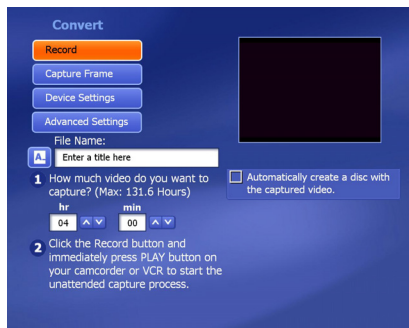 Convert
Record
Capture Frame
Device Settings
Advanced Settings
File Name:
A
Enter a title here
1 How much video do you want to
capture? (Max: 131.6 Hours)
hr min
04 00
2 Click the Record button and
immediately press PLAY button on
your camcorder or VCR to start the
unattended capture process.
Automatically create a disc with
the captured video.